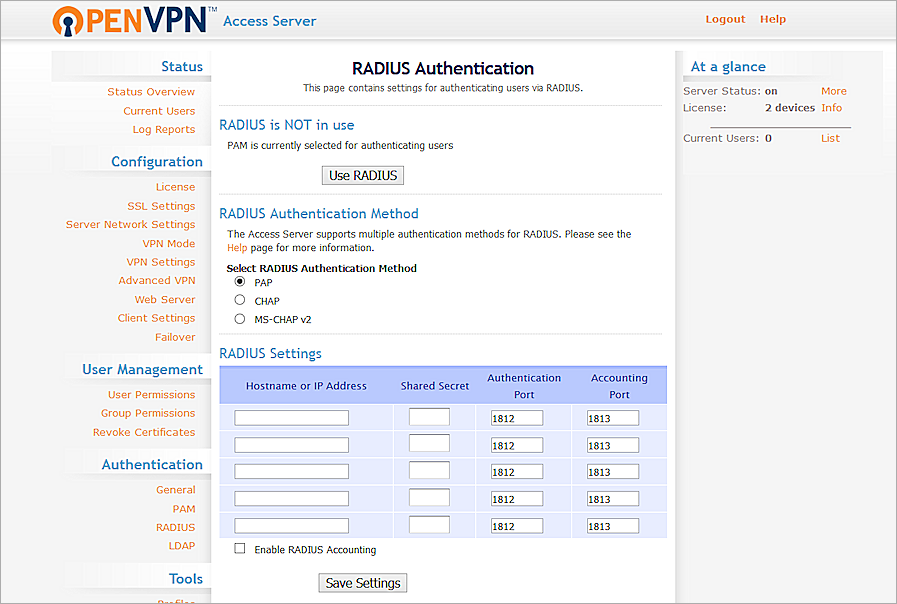 OPENVPN™ Access Server
Logout Help
Status
Status Overview
Current Users
Log Reports
Configuration
License
SSL Settings
Server Network Settings
VPN Mode
VPN Settings
Advanced VPN
Web Server
Client Settings
Failover
User Management
User Permissions
Group Permissions
Revoke Certificates
Authentication
General
PAM
RADIUS
LDAP
Tools
Profiles
RADIUS Authentication
This page contains settings for authenticating users via RADIUS.
RADIUS is NOT in use
PAM is currently selected for authenticating users
Use RADIUS
RADIUS Authentication Method
The Access Server supports multiple authentication methods for RADIUS. Please see the
Help page for more information.
Select RADIUS Authentication Method
PAP
CHAP
MS-CHAP v2
RADIUS Settings
Hostname or IP Address Shared Secret Authentication Port Accounting Port
1812 1813
1812 1813
1812 1813
1812 1813
1812 1813
Enable RADIUS Accounting
Save Settings
At a glance
Server Status: on More
License: 2 devices Info
Current Users: 0 List